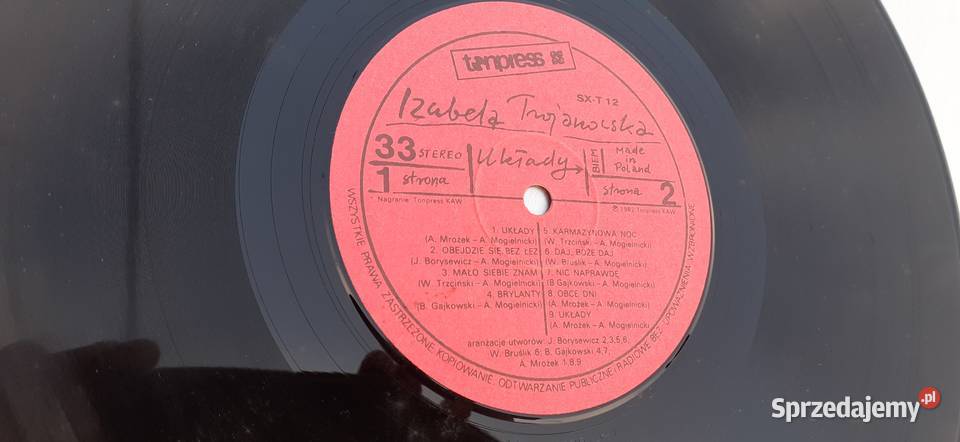 tonpress
SX-T 12
Izabela Trojanowska
33 STEREO
1 strona
Układy
BIEM
Made
in
Poland
strona 2
Nagranie: Tonpress KAW
℗ 1982 Tonpress KAW
1. UKŁADY
(A. Mrożek – A. Mogielnicki)
2. OBEJDZIE SIĘ BEZ ŁEZ
(J. Borysewicz – A. Mogielnicki)
3. MAŁO SIEBIE ZNAM
(W. Trzciński – A. Mogielnicki)
4. BRYLANTY
(B. Gajkowski – A. Mogielnicki)
5. KARMAZYNOWA NOC
(W. Trzciński – A. Mogielnicki)
6. DAJ, BOŻE DAJ
(W. Bruślik – A. Mogielnicki)
7. NIC NAPRAWDĘ
(B. Gajkowski – A. Mogielnicki)
8. OBCE DNI
(A. Mrożek – A. Mogielnicki)
9. UKŁADY
(A. Mrożek – A. Mogielnicki
aranżacje utworów: J. Borysewicz 2,3,5,6,
W. Bruślik 6; B. Gajkowski 4,7,
A. Mrożek 1,8,9
WSZYSTKIE PRAWA ZASTRZEŻONE KOPIOWANIE, ODTWARZANIE PUBLICZNE I RADIOWE BEZ UPOWAŻNIENIA WZBRONIONE
Sprzedajemy.pl